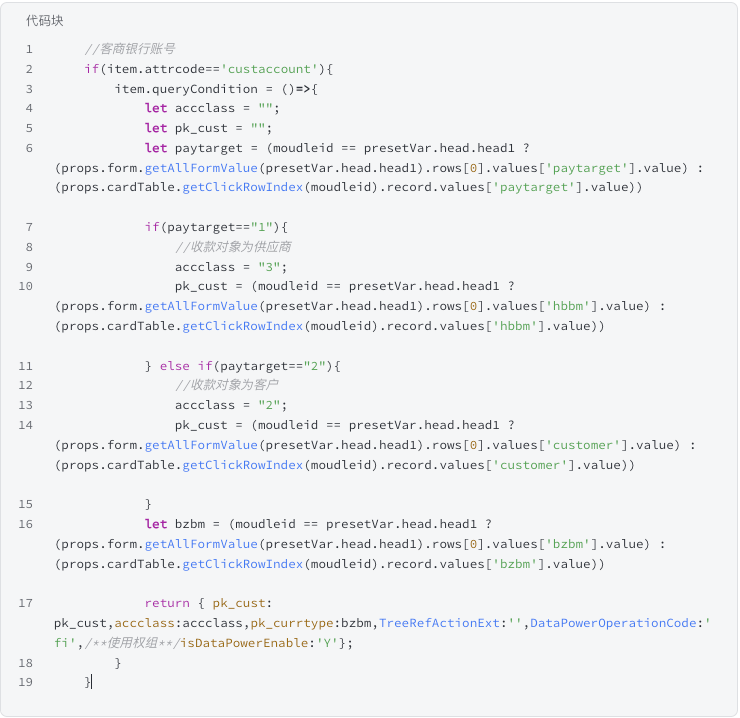 代码块
1 //客商银行账号
2 if(item.attrcode=='custaccount'){
3 item.queryCondition = ()=>{
4 let accclass = "";
5 let pk_cust = "";
6 let paytarget = (moudleid == presetVar.head.head1 ?
(props.form.getAllFormValue(presetVar.head.head1).rows[0].values['paytarget'].value) :
(props.cardTable.getClickRowIndex(moudleid).record.values['paytarget'].value))
7 if(paytarget=="1"){
8 //收款对象为供应商
9 accclass = "3";
10 pk_cust = (moudleid == presetVar.head.head1 ?
(props.form.getAllFormValue(presetVar.head.head1).rows[0].values['hbbm'].value) :
(props.cardTable.getClickRowIndex(moudleid).record.values['hbbm'].value))
11 } else if(paytarget=="2"){
12 //收款对象为客户
13 accclass = "2";
14 pk_cust = (moudleid == presetVar.head.head1 ?
(props.form.getAllFormValue(presetVar.head.head1).rows[0].values['customer'].value) :
(props.cardTable.getClickRowIndex(moudleid).record.values['customer'].value))
15 }
16 let bzbm = (moudleid == presetVar.head.head1 ?
(props.form.getAllFormValue(presetVar.head.head1).rows[0].values['bzbm'].value) :
(props.cardTable.getClickRowIndex(moudleid).record.values['bzbm'].value))
17 return { pk_cust:
pk_cust,accclass:accclass,pk_currtype:bzbm,TreeRefActionExt:'',DataPowerOperationCode:'
fi',/**使用权组**/isDataPowerEnable:'Y'};
18 }
19 }